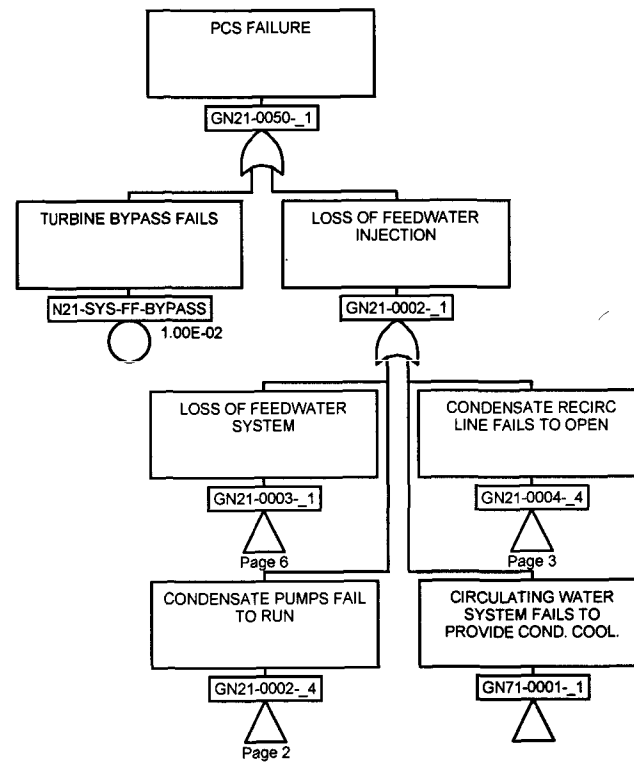 PCS FAILURE
GN21-0050-_1
TURBINE BYPASS FAILS
N21-SYS-FF-BYPASS
1.00E-02
LOSS OF FEEDWATER
INJECTION
GN21-0002-_1
LOSS OF FEEDWATER
SYSTEM
GN21-0003-_1
Page 6
CONDENSATE RECIRC
LINE FAILS TO OPEN
GN21-0004-_4
Page 3
CONDENSATE PUMPS FAIL
TO RUN
GN21-0002-_4
Page 2
CIRCULATING WATER
SYSTEM FAILS TO
PROVIDE COND. COOL.
GN71-0001-_1